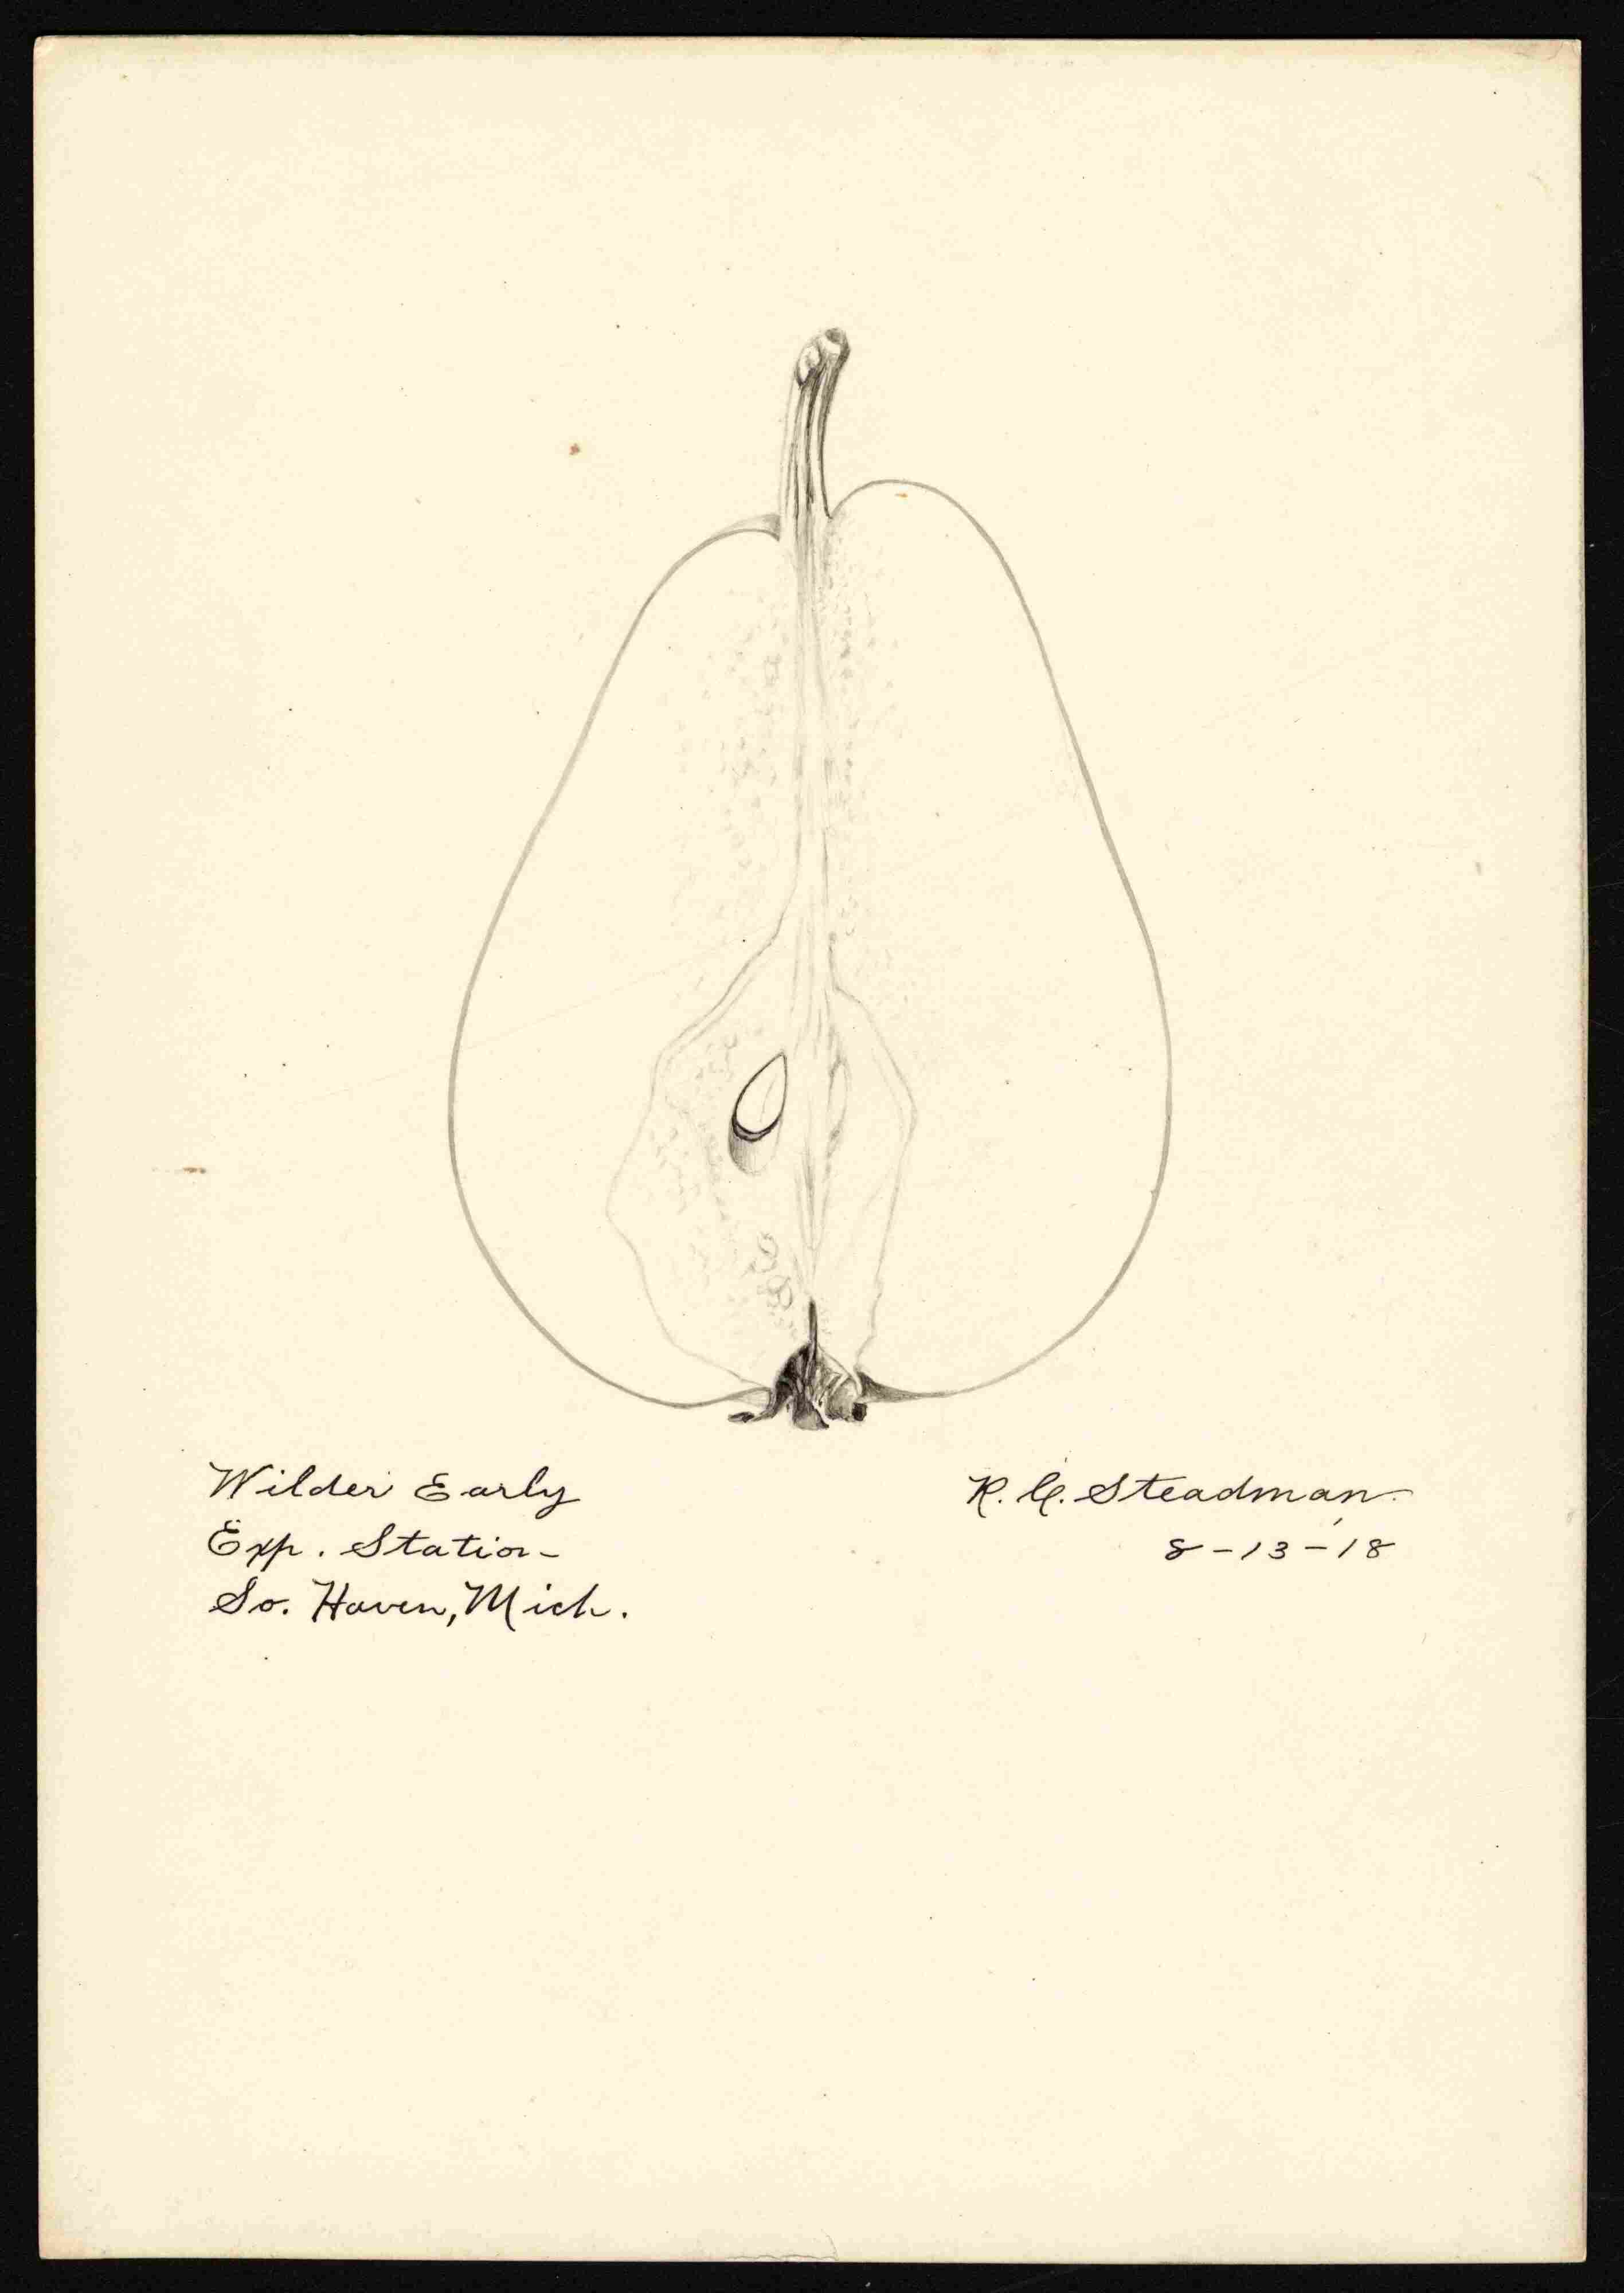 Wilder Early
Exp. Station
So. Haven, Mich.
R. C. Steadman
8-13-'18